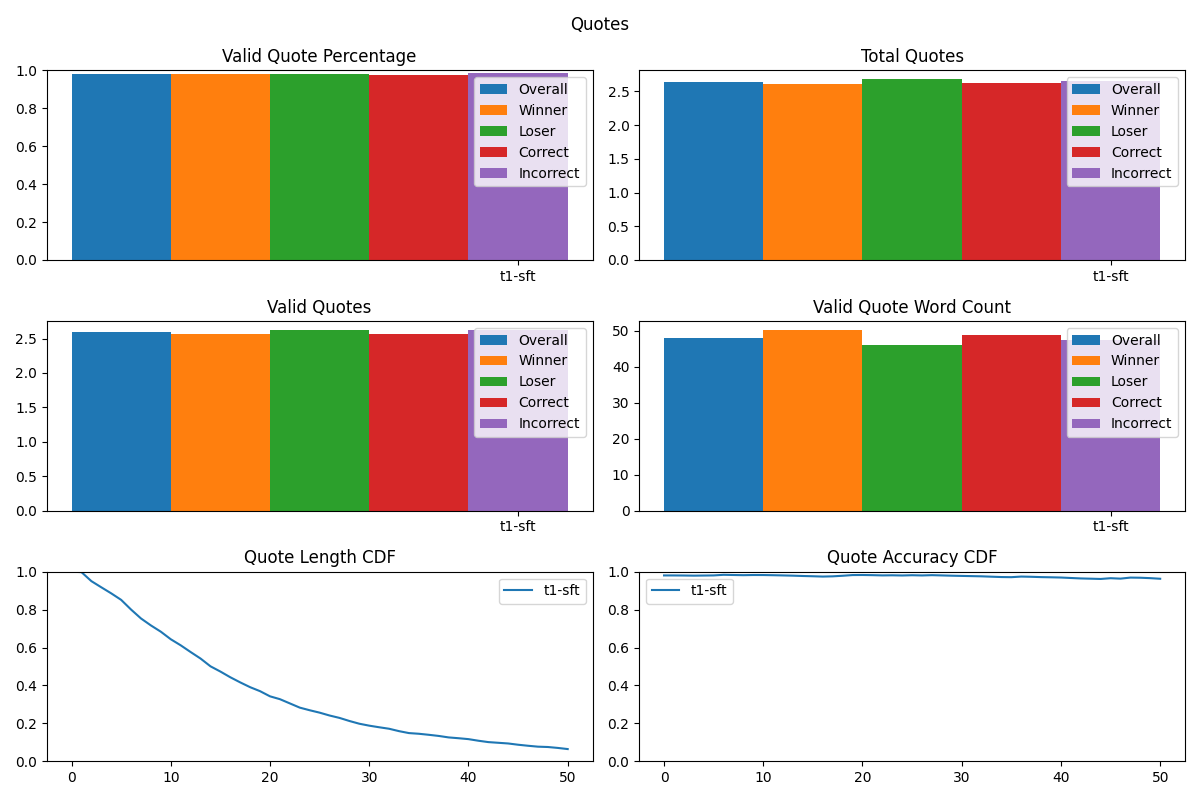 Quotes
Valid Quote Percentage
1.0
0.8
0.6
0.4
0.2
0.0
Overall
Winner
Loser
Correct
Incorrect
t1-sft
Total Quotes
2.5
2.0
1.5
1.0
0.5
0.0
Overall
Winner
Loser
Correct
Incorrect
t1-sft
Valid Quotes
2.5
2.0
1.5
1.0
0.5
0.0
Overall
Winner
Loser
Correct
Incorrect
t1-sft
Valid Quote Word Count
50
40
30
20
10
0
Overall
Winner
Loser
Correct
Incorrect
t1-sft
Quote Length CDF
1.0
0.8
0.6
0.4
0.2
0.0
t1-sft
0 10 20 30 40 50
Quote Accuracy CDF
1.0
0.8
0.6
0.4
0.2
0.0
t1-sft
0 10 20 30 40 50